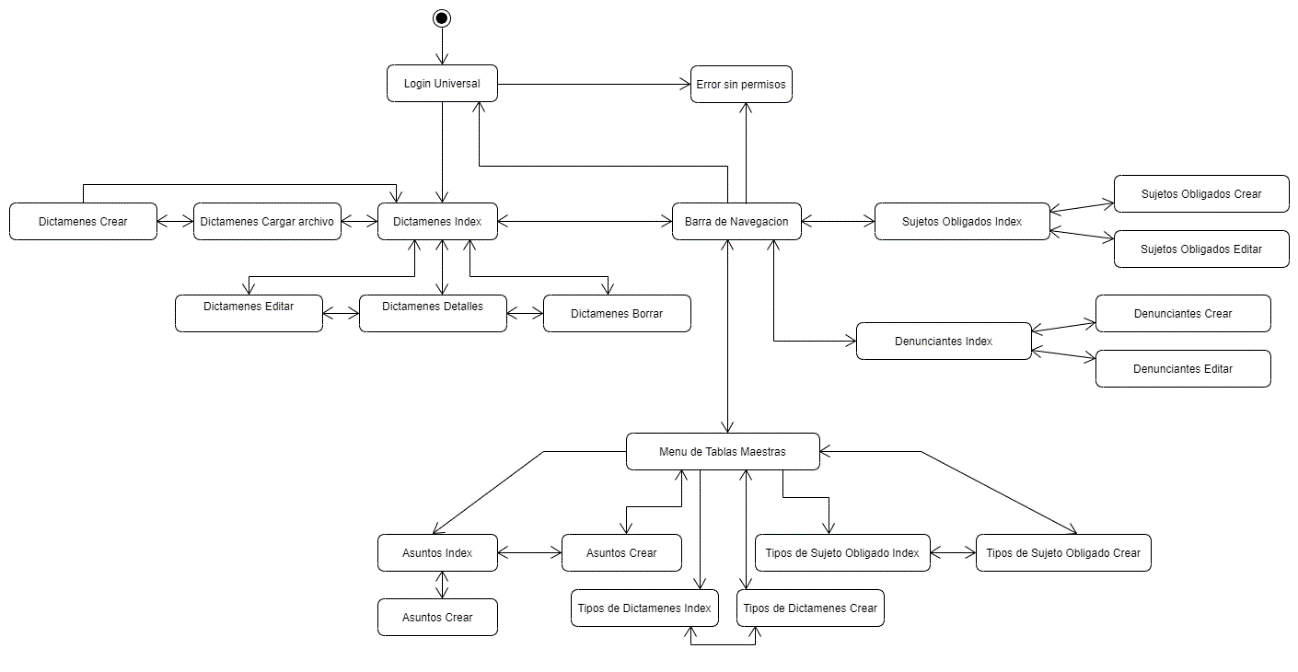 Login Universal
Error sin permisos
Dictamenes Crear
Dictamenes Cargar archivo
Dictamenes Index
Barra de Navegacion
Sujetos Obligados Index
Sujetos Obligados Crear
Sujetos Obligados Editar
Dictamenes Editar
Dictamenes Detalles
Dictamenes Borrar
Denunciantes Index
Denunciantes Crear
Denunciantes Editar
Menu de Tablas Maestras
Asuntos Index
Asuntos Crear
Tipos de Sujeto Obligado Index
Tipos de Sujeto Obligado Crear
Asuntos Crear
Tipos de Dictamenes Index
Tipos de Dictamenes Crear